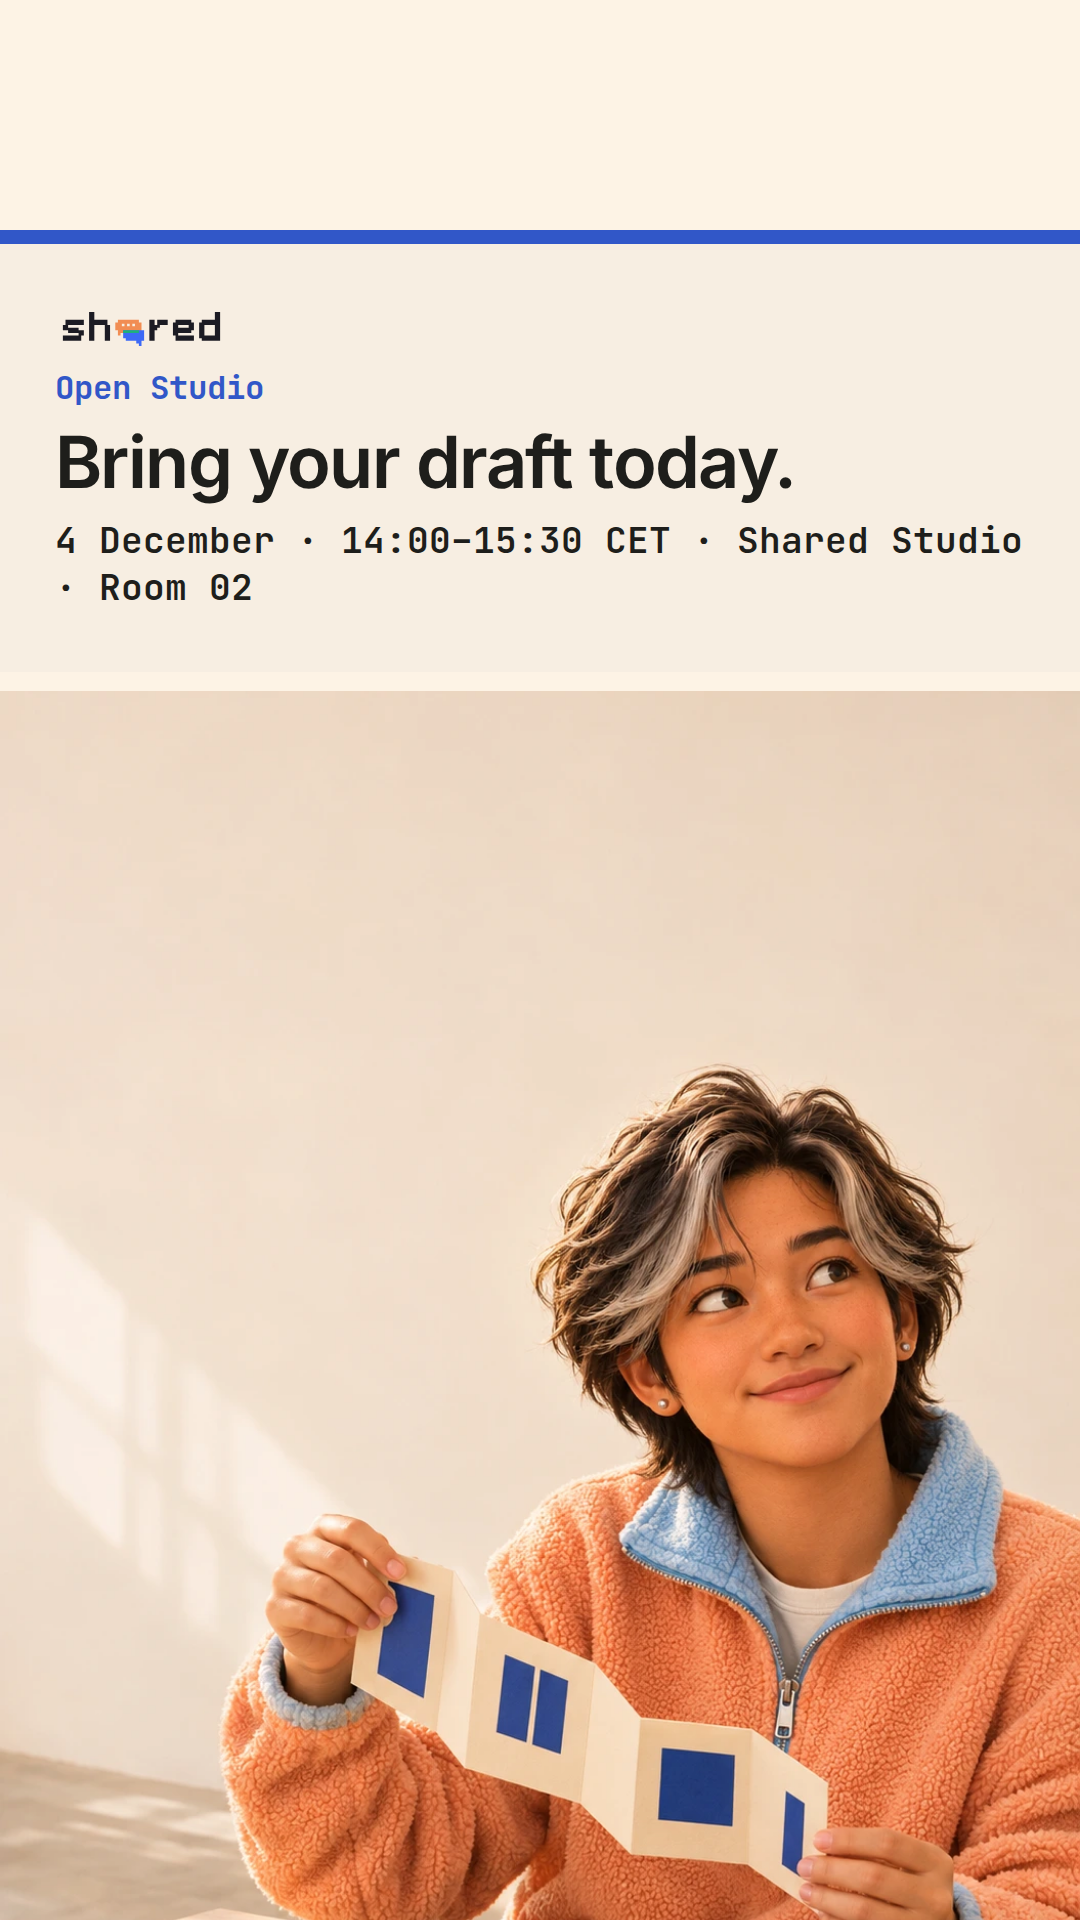 shared
Open Studio
Bring your draft today.
4 December · 14:00–15:30 CET · Shared Studio
· Room 02